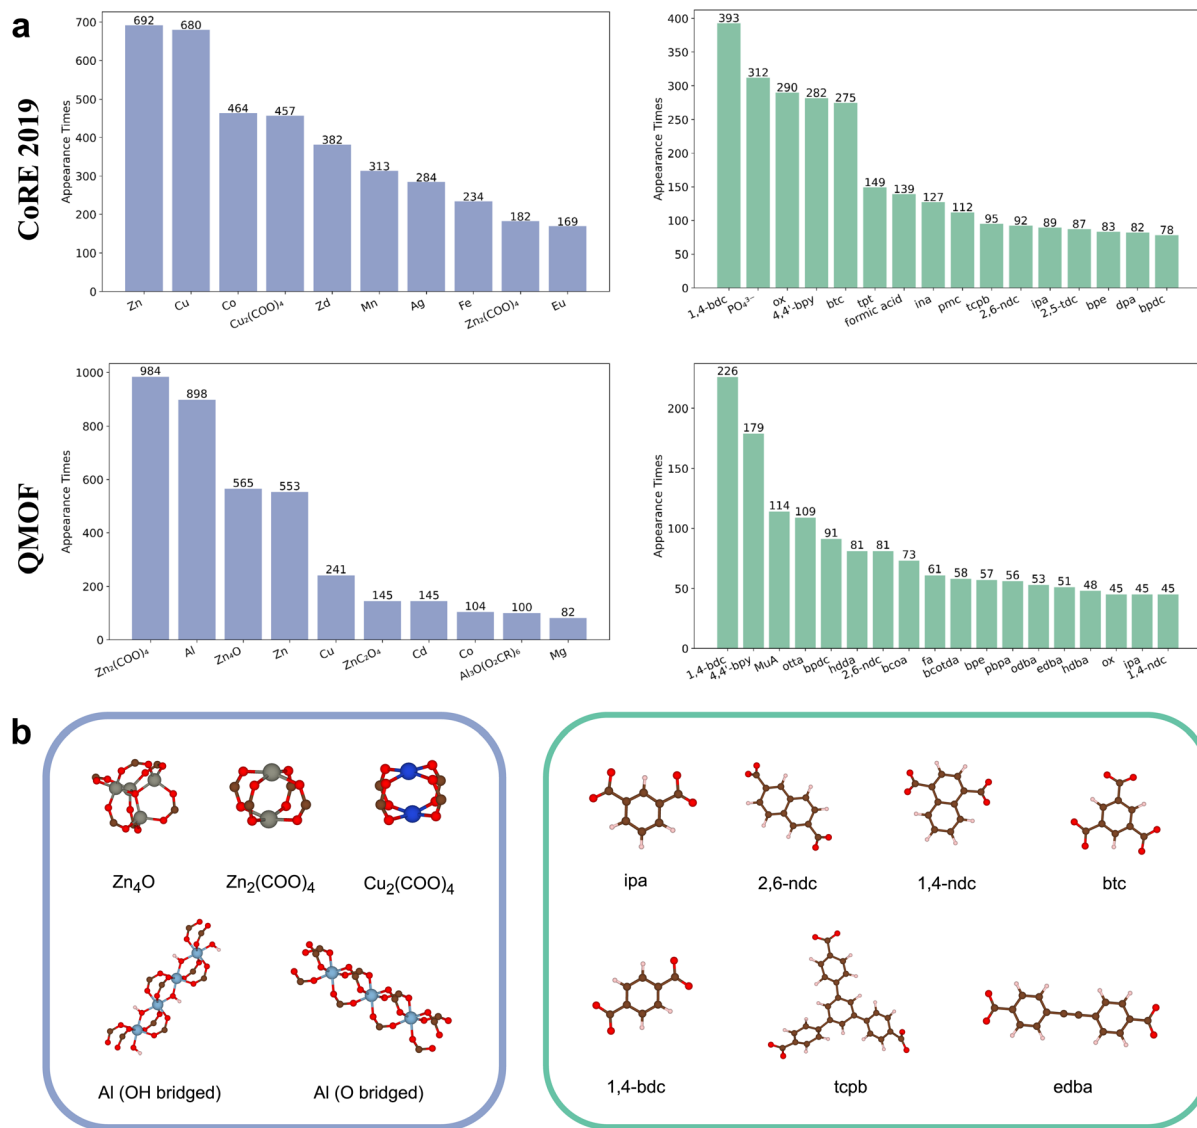 a
CoRE 2019
Appearance Times
700
600
500
400
300
200
100
0
692
680
464
457
382
313
284
234
182
169
Zn
Cu
Co
Cu₂(COO)₄
Zd
Mn
Ag
Fe
Zn₂(COO)₄
Eu
Appearance Times
400
350
300
250
200
150
100
50
0
393
312
290
282
275
149
139
127
112
95
92
89
87
83
82
78
1,4-bdc
PO₄³⁻
ox
4,4'-bpy
btc
tpt
formic acid
ina
pmc
tcpb
2,6-ndc
ipa
2,5-tdc
bpe
dpa
bpdc
QMOF
Appearance Times
1000
800
600
400
200
0
984
898
565
553
241
145
145
104
100
82
Zn₂(COO)₄
Al
Zn₄O
Zn
Cu
ZnC₂O₄
Cd
Co
Al₃O(O₂CR)₆
Mg
Appearance Times
200
150
100
50
0
226
179
114
109
91
81
81
73
61
58
57
56
53
51
48
45
45
45
1,4-bdc
4,4'-bpy
MuA
otta
bpdc
hdda
2,6-ndc
bcoa
fa
bcotda
bpe
pbpa
odba
edba
hdba
ox
ipa
1,4-ndc
b
Zn₄O
Zn₂(COO)₄
Cu₂(COO)₄
Al (OH bridged)
Al (O bridged)
ipa
2,6-ndc
1,4-ndc
btc
1,4-bdc
tcpb
edba